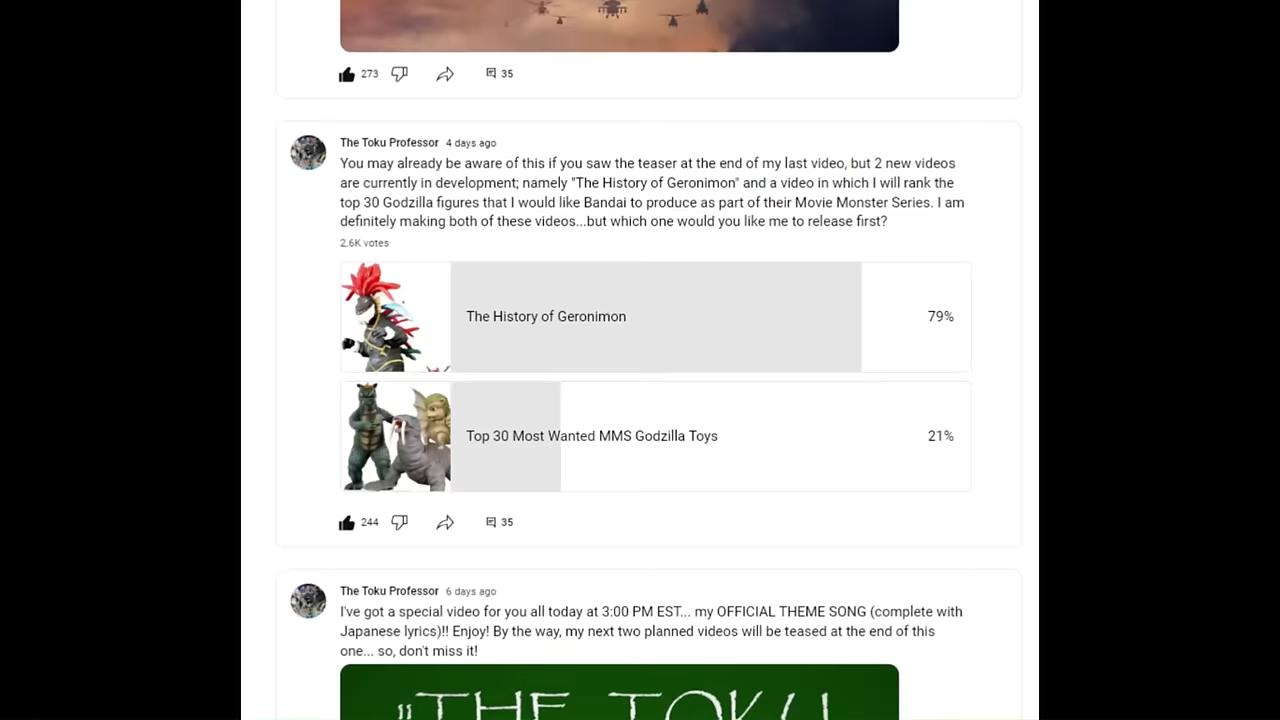 273
35
The Toku Professor 4 days ago
You may already be aware of this if you saw the teaser at the end of my last video, but 2 new videos
are currently in development; namely "The History of Geronimon" and a video in which I will rank the
top 30 Godzilla figures that I would like Bandai to produce as part of their Movie Monster Series. I am
definitely making both of these videos...but which one would you like me to release first?
2.6K votes
The History of Geronimon 79%
Top 30 Most Wanted MMS Godzilla Toys 21%
244
35
The Toku Professor 6 days ago
I've got a special video for you all today at 3:00 PM EST... my OFFICIAL THEME SONG (complete with
Japanese lyrics)!! Enjoy! By the way, my next two planned videos will be teased at the end of this
one... so, don't miss it!
"THE TOKU